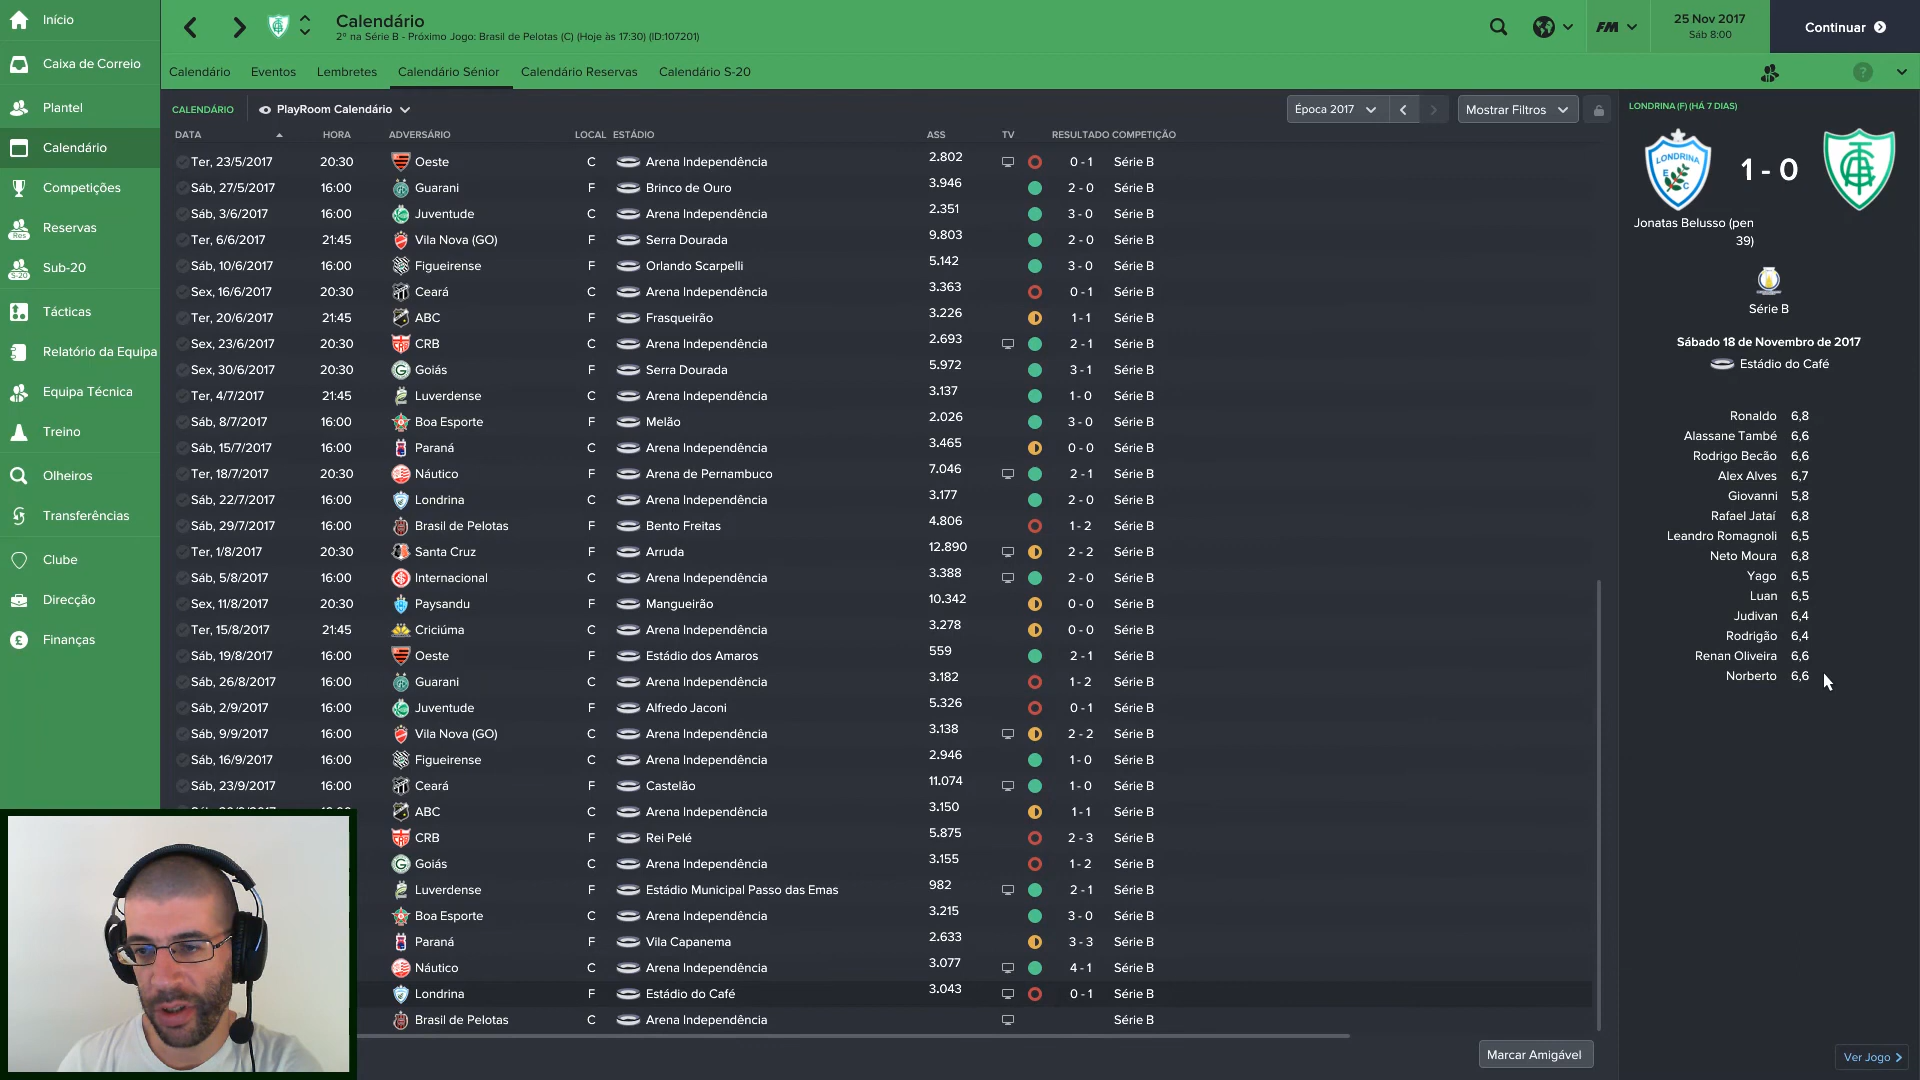 Início
Caixa de Correio
Plantel
Calendário
Competições
Reservas
Sub-20
Tácticas
Relatório da Equipa
Equipa Técnica
Treino
Olheiros
Transferências
Clube
Direcção
Finanças
Calendário
2º na Série B - Próximo Jogo: Brasil de Pelotas (C) (Hoje às 17:30) (ID:107201)
FM
25 Nov 2017
Sáb 8:00
Continuar
Calendário Eventos Lembretes Calendário Sénior Calendário Reservas Calendário S-20
CALENDÁRIO PlayRoom Calendário Época 2017 Mostrar Filtros
DATA HORA ADVERSÁRIO LOCAL ESTÁDIO ASS TV RESULTADO COMPETIÇÃO
Ter, 23/5/2017 20:30 Oeste C Arena Independência 2.802 0 - 1 Série B
Sáb, 27/5/2017 16:00 Guarani F Brinco de Ouro 3.946 2 - 0 Série B
Sáb, 3/6/2017 16:00 Juventude C Arena Independência 2.351 3 - 0 Série B
Ter, 6/6/2017 21:45 Vila Nova (GO) F Serra Dourada 9.803 2 - 0 Série B
Sáb, 10/6/2017 16:00 Figueirense F Orlando Scarpelli 5.142 3 - 0 Série B
Sex, 16/6/2017 20:30 Ceará C Arena Independência 3.363 0 - 1 Série B
Ter, 20/6/2017 21:45 ABC F Frasqueirão 3.226 1 - 1 Série B
Sex, 23/6/2017 20:30 CRB C Arena Independência 2.693 2 - 1 Série B
Sex, 30/6/2017 20:30 Goiás F Serra Dourada 5.972 3 - 1 Série B
Ter, 4/7/2017 21:45 Luverdense C Arena Independência 3.137 1 - 0 Série B
Sáb, 8/7/2017 16:00 Boa Esporte F Melão 2.026 3 - 0 Série B
Sáb, 15/7/2017 16:00 Paraná C Arena Independência 3.465 0 - 0 Série B
Ter, 18/7/2017 20:30 Náutico F Arena de Pernambuco 7.046 2 - 1 Série B
Sáb, 22/7/2017 16:00 Londrina C Arena Independência 3.177 2 - 0 Série B
Sáb, 29/7/2017 16:00 Brasil de Pelotas F Bento Freitas 4.806 1 - 2 Série B
Ter, 1/8/2017 20:30 Santa Cruz F Arruda 12.890 2 - 2 Série B
Sáb, 5/8/2017 16:00 Internacional C Arena Independência 3.388 2 - 0 Série B
Sex, 11/8/2017 20:30 Paysandu F Mangueirão 10.342 0 - 0 Série B
Ter, 15/8/2017 21:45 Criciúma C Arena Independência 3.278 0 - 0 Série B
Sáb, 19/8/2017 16:00 Oeste F Estádio dos Amaros 559 2 - 1 Série B
Sáb, 26/8/2017 16:00 Guarani C Arena Independência 3.182 1 - 2 Série B
Sáb, 2/9/2017 16:00 Juventude F Alfredo Jaconi 5.326 0 - 1 Série B
Sáb, 9/9/2017 16:00 Vila Nova (GO) C Arena Independência 3.138 2 - 2 Série B
Sáb, 16/9/2017 16:00 Figueirense C Arena Independência 2.946 1 - 0 Série B
Sáb, 23/9/2017 16:00 Ceará F Castelão 11.074 1 - 0 Série B
ABC C Arena Independência 3.150 1 - 1 Série B
CRB F Rei Pelé 5.875 2 - 3 Série B
Goiás C Arena Independência 3.155 1 - 2 Série B
Luverdense F Estádio Municipal Passo das Emas 982 2 - 1 Série B
Boa Esporte C Arena Independência 3.215 3 - 0 Série B
Paraná F Vila Capanema 2.633 3 - 3 Série B
Náutico C Arena Independência 3.077 4 - 1 Série B
Londrina F Estádio do Café 3.043 0 - 1 Série B
Brasil de Pelotas C Arena Independência Série B
Marcar Amigável
LONDRINA (F) (HÁ 7 DIAS)
LONDRINA
1 - 0
Jonatas Belusso (pen
39)
Série B
Sábado 18 de Novembro de 2017
Estádio do Café
Ronaldo 6,8
Alassane També 6,6
Rodrigo Becão 6,6
Alex Alves 6,7
Giovanni 5,8
Rafael Jataí 6,8
Leandro Romagnoli 6,5
Neto Moura 6,8
Yago 6,5
Luan 6,5
Judivan 6,4
Rodrigão 6,4
Renan Oliveira 6,6
Norberto 6,6
Ver Jogo